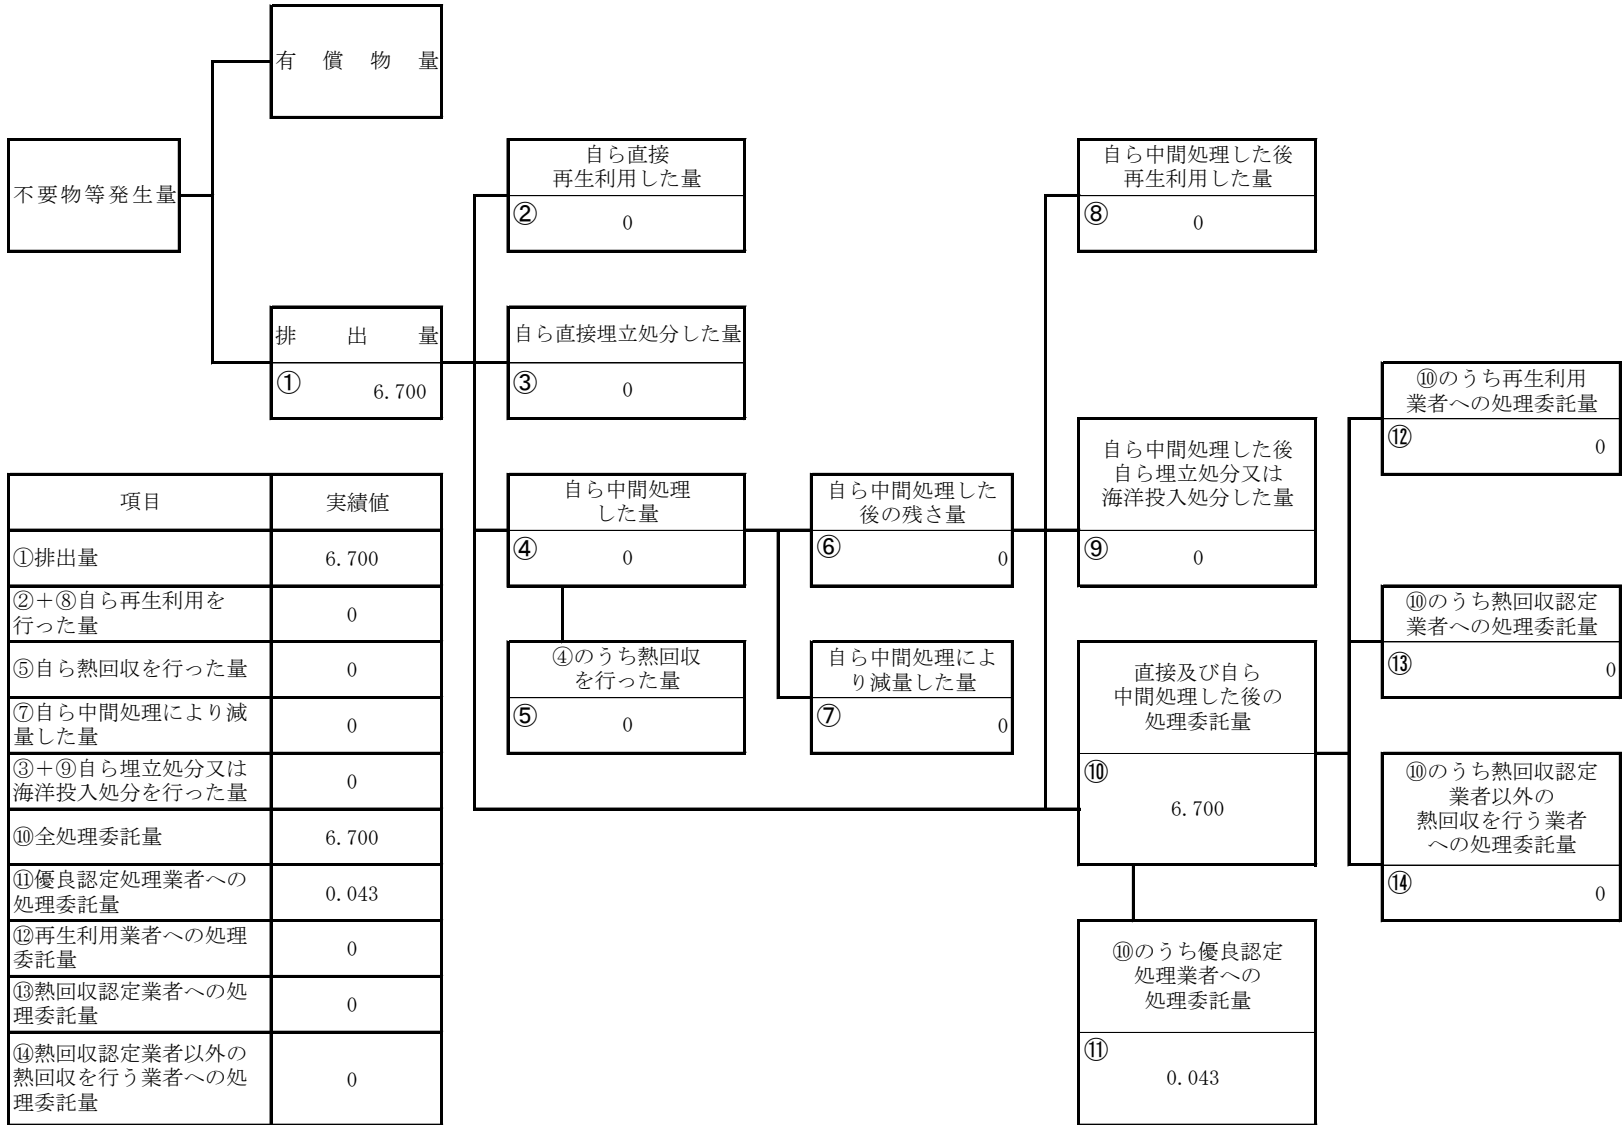 有償物量
不要物等発生量
排出量
① 6.700
自ら直接
再生利用した量
② 0
自ら直接埋立処分した量
③ 0
自ら中間処理
した量
④ 0
④のうち熱回収
を行った量
⑤ 0
自ら中間処理した
後の残さ量
⑥ 0
自ら中間処理によ
り減量した量
⑦ 0
自ら中間処理した後
再生利用した量
⑧ 0
自ら中間処理した後
自ら埋立処分又は
海洋投入処分した量
⑨ 0
直接及び自ら
中間処理した後の
処理委託量
⑩
6.700
⑩のうち優良認定
処理業者への
処理委託量
⑪
0.043
⑩のうち再生利用
業者への処理委託量
⑫ 0
⑩のうち熱回収認定
業者への処理委託量
⑬ 0
⑩のうち熱回収認定
業者以外の
熱回収を行う業者
への処理委託量
⑭ 0
項目 実績値
①排出量 6.700
②＋⑧自ら再生利用を
行った量 0
⑤自ら熱回収を行った量 0
⑦自ら中間処理により減
量した量 0
③＋⑨自ら埋立処分又は
海洋投入処分を行った量 0
⑩全処理委託量 6.700
⑪優良認定処理業者への
処理委託量 0.043
⑫再生利用業者への処理
委託量 0
⑬熱回収認定業者への処
理委託量 0
⑭熱回収認定業者以外の
熱回収を行う業者への処
理委託量 0